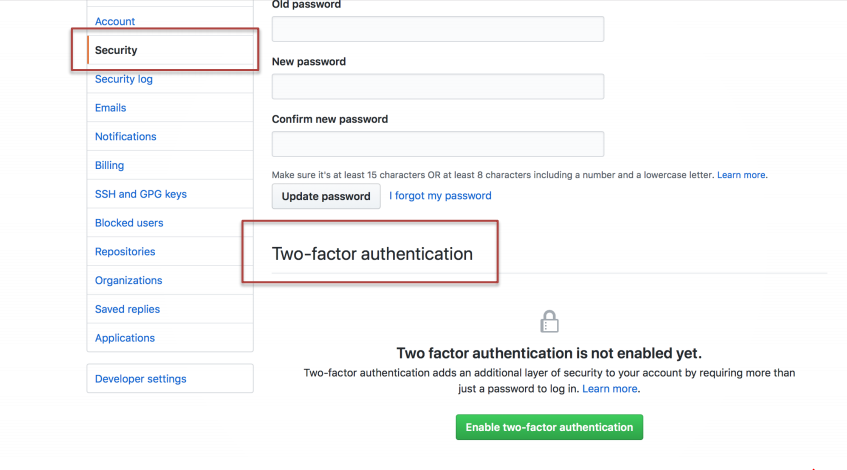 Account
Security
Security log
Emails
Notifications
Billing
SSH and GPG keys
Blocked users
Repositories
Organizations
Saved replies
Applications
Developer settings
Old password
New password
Confirm new password
Make sure it's at least 15 characters OR at least 8 characters including a number and a lowercase letter. Learn more.
Update password I forgot my password
Two-factor authentication
Two factor authentication is not enabled yet.
Two-factor authentication adds an additional layer of security to your account by requiring more than
just a password to log in. Learn more.
Enable two-factor authentication